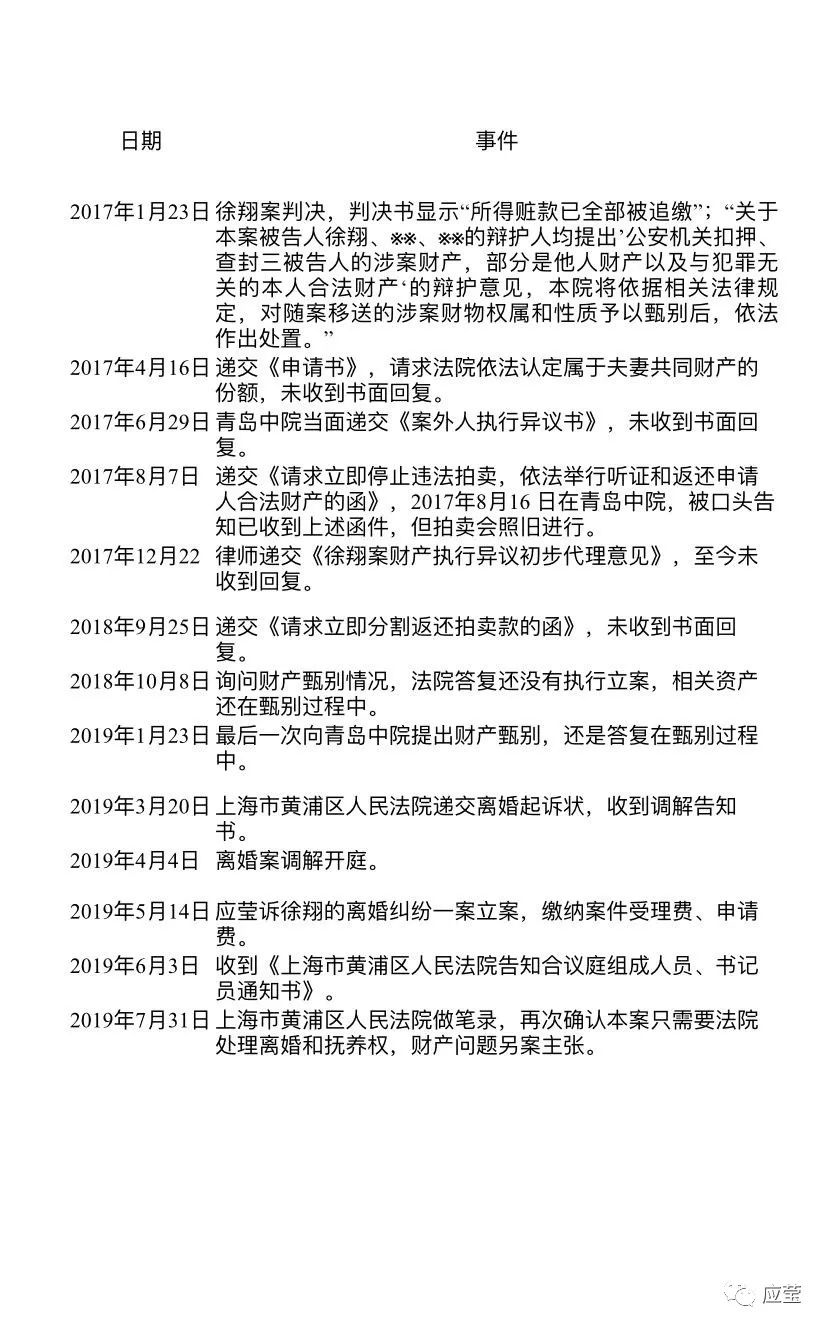 日期 事件
2017年1月23日 徐翔案判决，判决书显示“所得赃款已全部被追缴”；“关于
本案被告人徐翔、※※、※※的辩护人均提出’公安机关扣押、
查封三被告人的涉案财产，部分是他人财产以及与犯罪无
关的本人合法财产‘的辩护意见，本院将依据相关法律规
定，对随案移送的涉案财物权属和性质予以甄别后，依法
作出处置。”
2017年4月16日 递交《申请书》，请求法院依法认定属于夫妻共同财产的
份额，未收到书面回复。
2017年6月29日 青岛中院当面递交《案外人执行异议书》，未收到书面回
复。
2017年8月7日 递交《请求立即停止违法拍卖，依法举行听证和返还申请
人合法财产的函》，2017年8月16 日在青岛中院，被口头告
知已收到上述函件，但拍卖会照旧进行。
2017年12月22 律师递交《徐翔案财产执行异议初步代理意见》，至今未
收到回复。
2018年9月25日 递交《请求立即分割返还拍卖款的函》，未收到书面回
复。
2018年10月8日 询问财产甄别情况，法院答复还没有执行立案，相关资产
还在甄别过程中。
2019年1月23日 最后一次向青岛中院提出财产甄别，还是答复在甄别过程
中。
2019年3月20日 上海市黄浦区人民法院递交离婚起诉状，收到调解告知
书。
2019年4月4日 离婚案调解开庭。
2019年5月14日 应莹诉徐翔的离婚纠纷一案立案，缴纳案件受理费、申请
费。
2019年6月3日 收到《上海市黄浦区人民法院告知合议庭组成人员、书记
员通知书》。
2019年7月31日 上海市黄浦区人民法院做笔录，再次确认本案只需要法院
处理离婚和抚养权，财产问题另案主张。
应莹